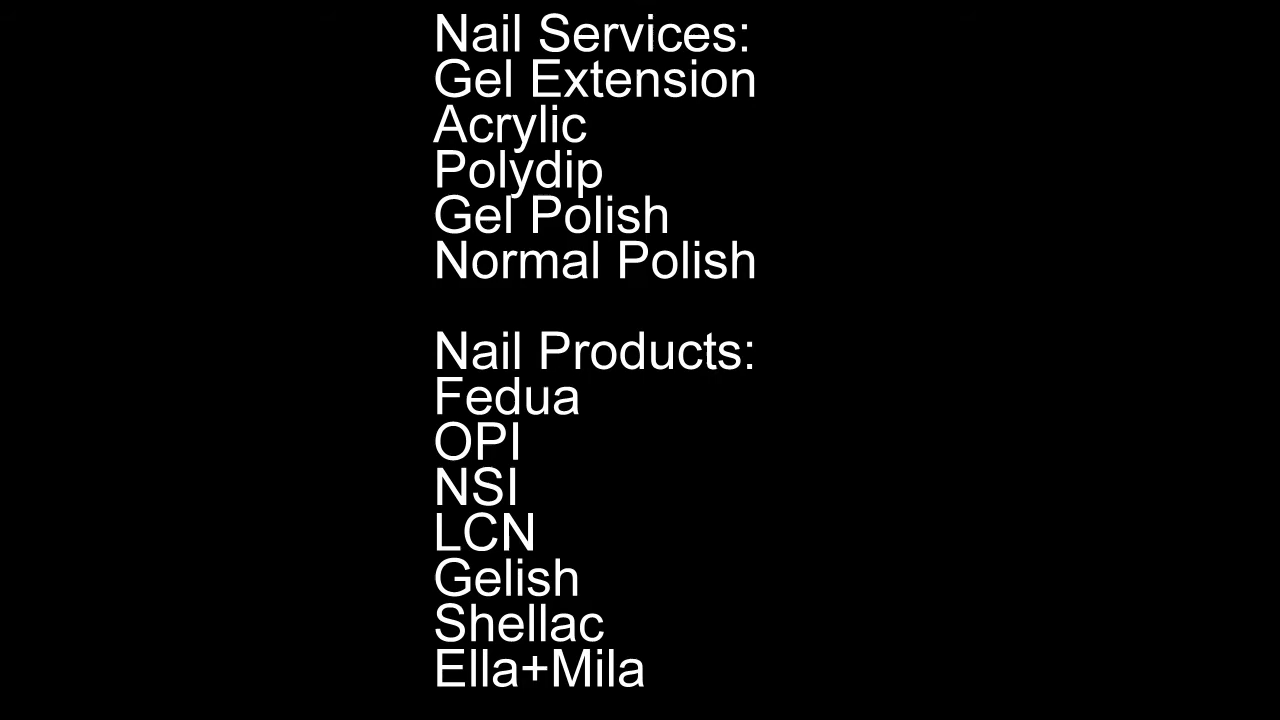 Nail Services:
Gel Extension
Acrylic
Polydip
Gel Polish
Normal Polish
Nail Products:
Fedua
OPI
NSI
LCN
Gelish
Shellac
Ella+Mila